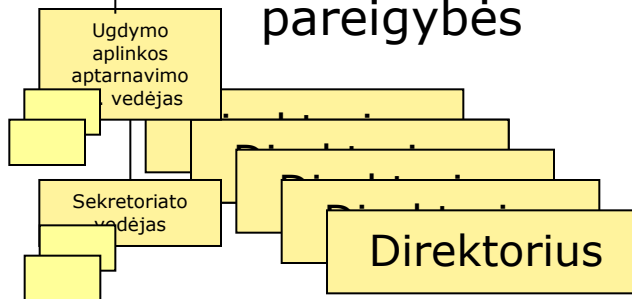 pareigybės
Ugdymo
aplinkos
aptarnavimo
vedėjas
Sekretoriato
vedėjas
Direktorius